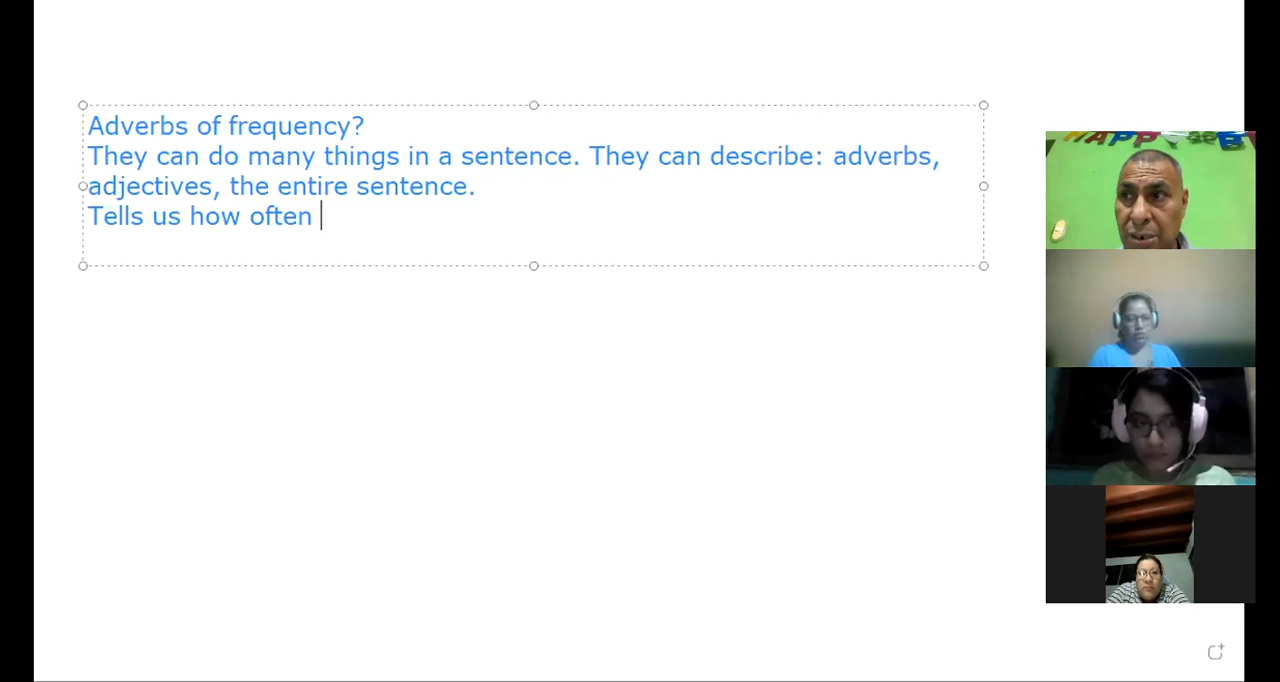 Adverbs of frequency?
They can do many things in a sentence. They can describe: adverbs,
adjectives, the entire sentence.
Tells us how often